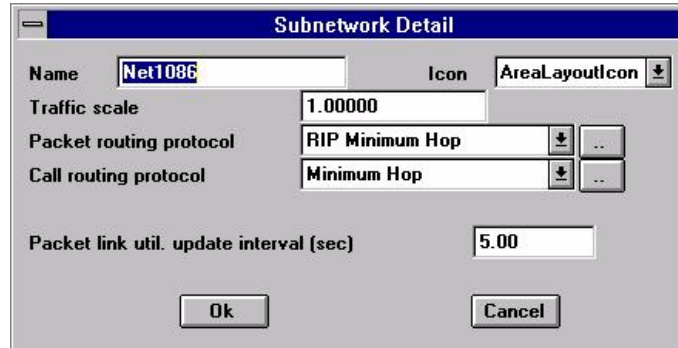 Subnetwork Detail
Name Net1086 Icon AreaLayoutIcon
Traffic scale 1.00000
Packet routing protocol RIP Minimum Hop ..
Call routing protocol Minimum Hop ..
Packet link util. update interval (sec) 5.00
Ok Cancel